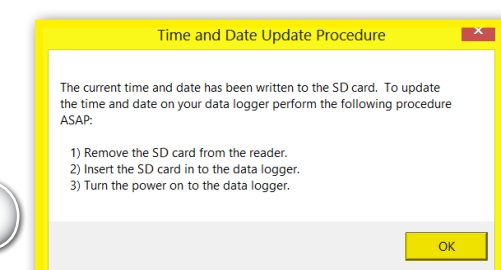 Time and Date Update Procedure
The current time and date has been written to the SD card.  To update
the time and date on your data logger perform the following procedure
ASAP:
1) Remove the SD card from the reader.
2) Insert the SD card in to the data logger.
3) Turn the power on to the data logger.
OK